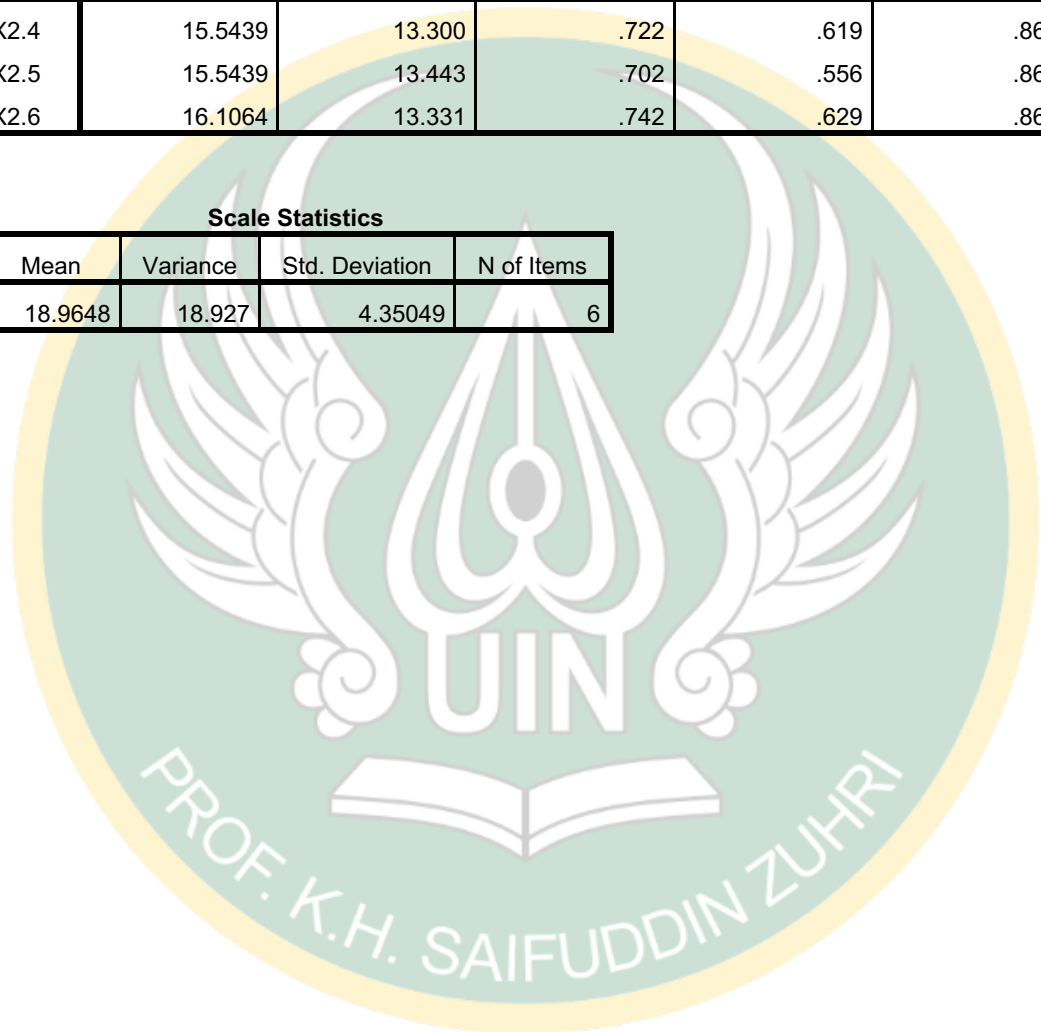 X2.4 15.5439 13.300 .722 .619 .86
X2.5 15.5439 13.443 .702 .556 .86
X2.6 16.1064 13.331 .742 .629 .86
Scale Statistics
Mean Variance Std. Deviation N of Items
18.9648 18.927 4.35049 6
UIN
PROF. K.H. SAIFUDDIN ZUHRI